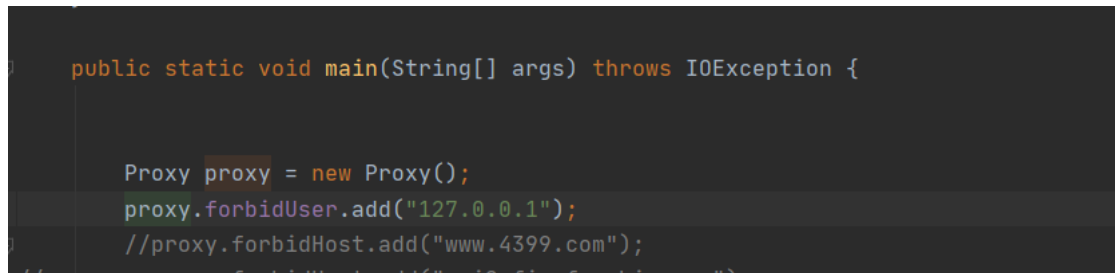 public static void main(String[] args) throws IOException {
Proxy proxy = new Proxy();
proxy.forbidUser.add("127.0.0.1");
//proxy.forbidHost.add("www.4399.com");